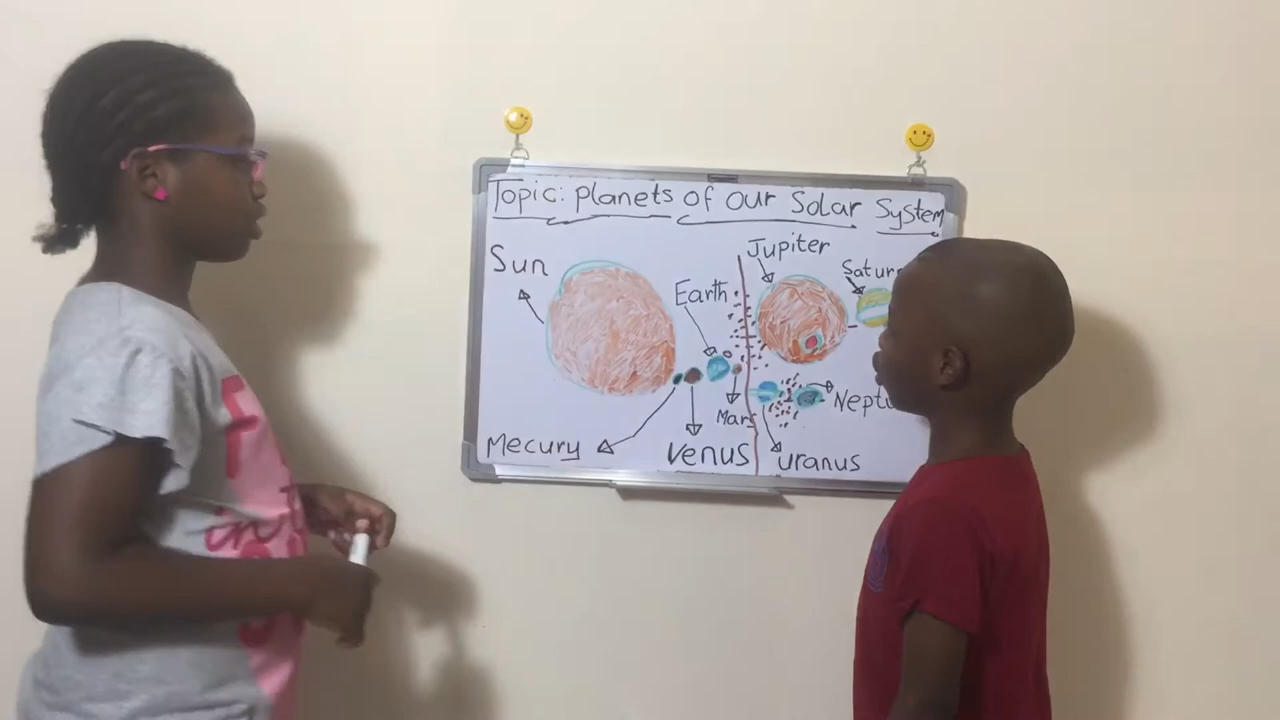 Topic: Planets of Our Solar System
Jupiter
Sun
Earth
Mars
Mecury
Venus
Uranus